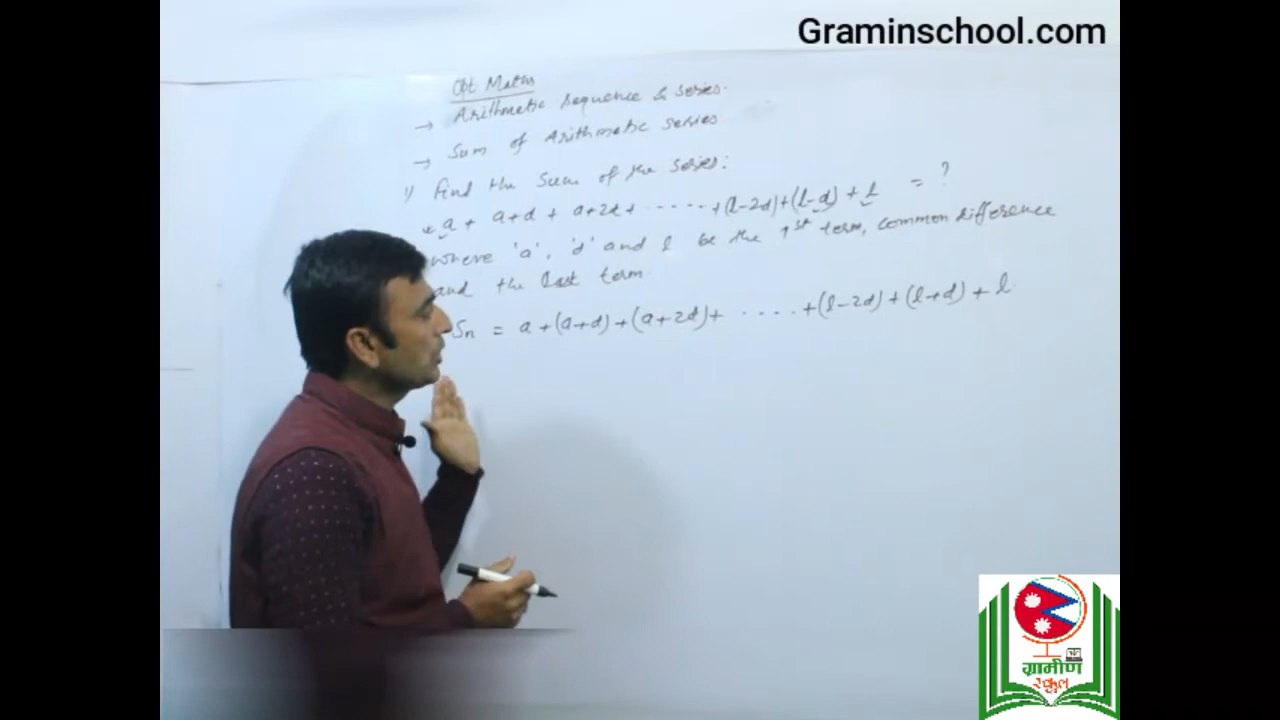 Graminschool.com
Opt Maths
→ Arithmetic sequence & series.
→ Sum of Arithmetic series
1) Find the Sum of the series:
a + a+d + a+2d + ...... + (l-2d) + (l-d) + l = ?
where 'a', 'd' and l be the 1st term, common difference
and the last term
Sn = a + (a+d) + (a+2d) + ..... + (l-2d) + (l+d) + l
ग्रामीण
स्कूल